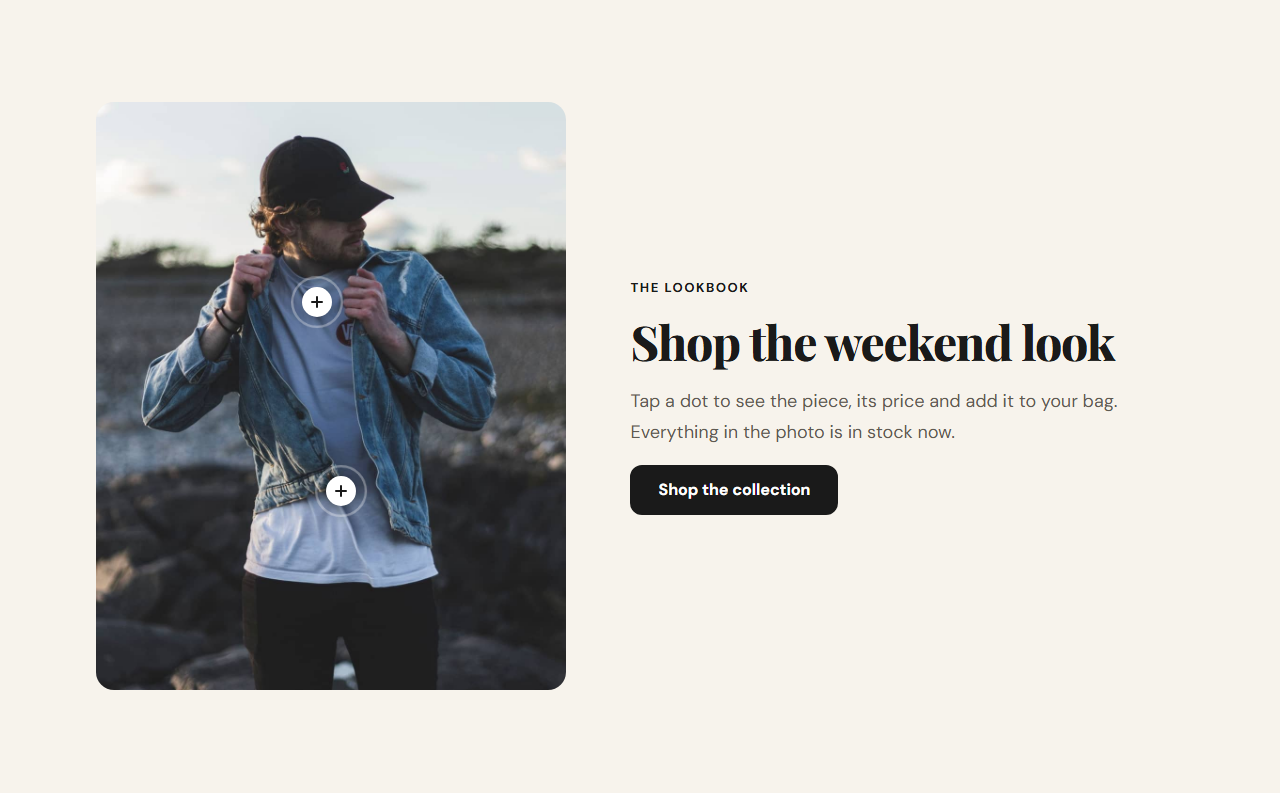 THE LOOKBOOK
Shop the weekend look
Tap a dot to see the piece, its price and add it to your bag.
Everything in the photo is in stock now.
Shop the collection